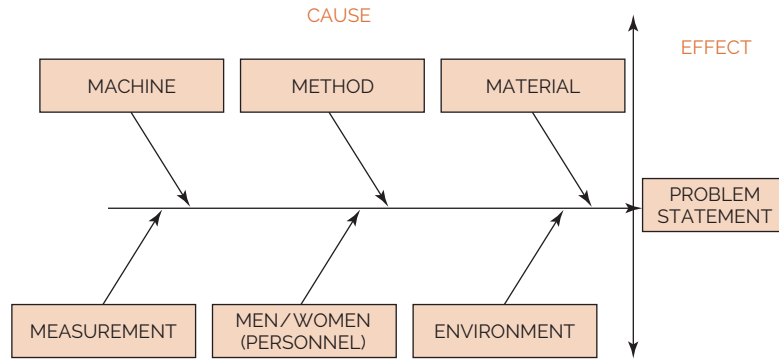 CAUSE
EFFECT
MACHINE
METHOD
MATERIAL
PROBLEM
STATEMENT
MEASUREMENT
MEN/WOMEN
(PERSONNEL)
ENVIRONMENT